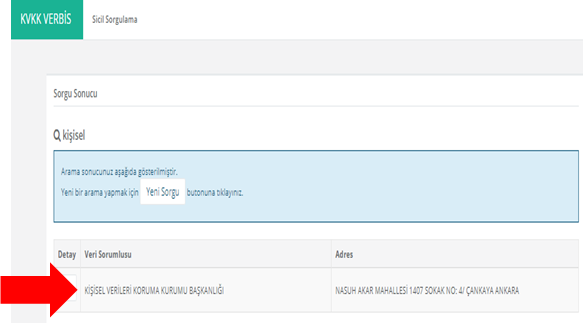 KVKK VERBİS Sicil Sorgulama
Sorgu Sonucu
kişisel
Arama sonucunuz aşağıda gösterilmiştir.
Yeni bir arama yapmak için Yeni Sorgu butonuna tıklayınız.
Detay Veri Sorumlusu Adres
KİŞİSEL VERİLERİ KORUMA KURUMU BAŞKANLIĞI NASUH AKAR MAHALLESİ 1407 SOKAK NO: 4/ ÇANKAYA ANKARA